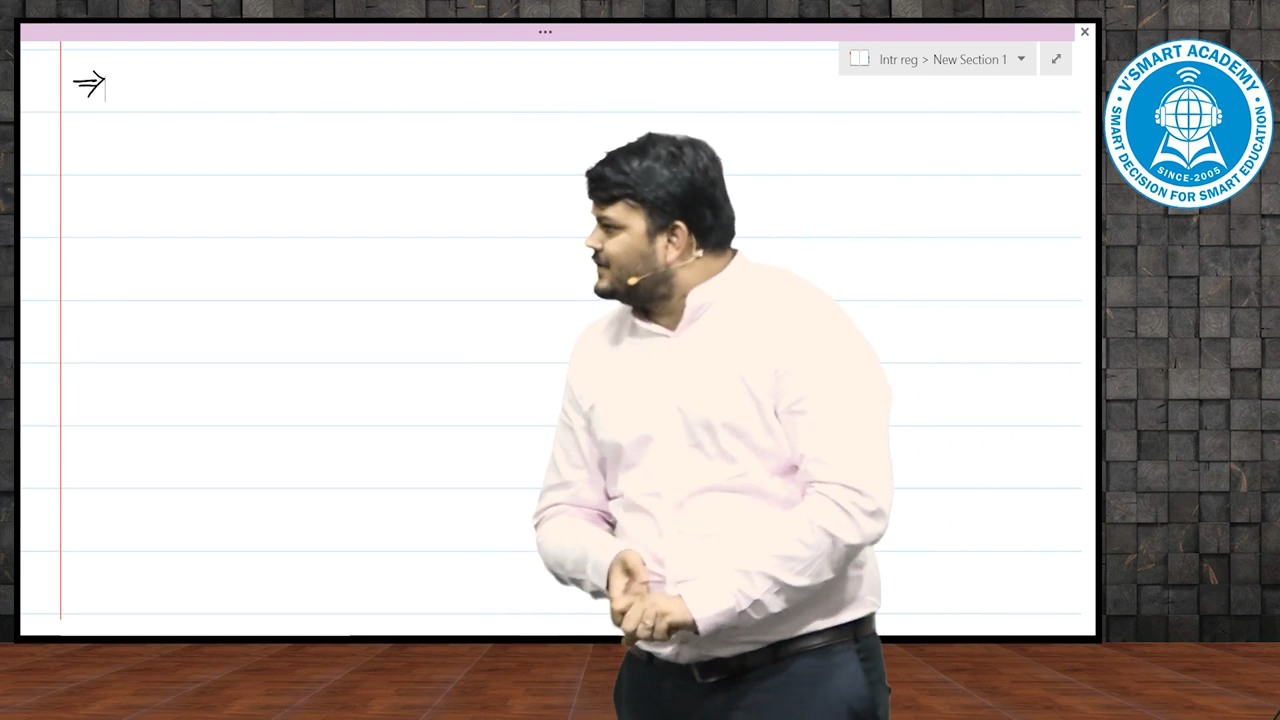 ⇒
Intr reg > New Section 1
V'SMART ACADEMY
SINCE-2005
SMART DECISION FOR SMART EDUCATION